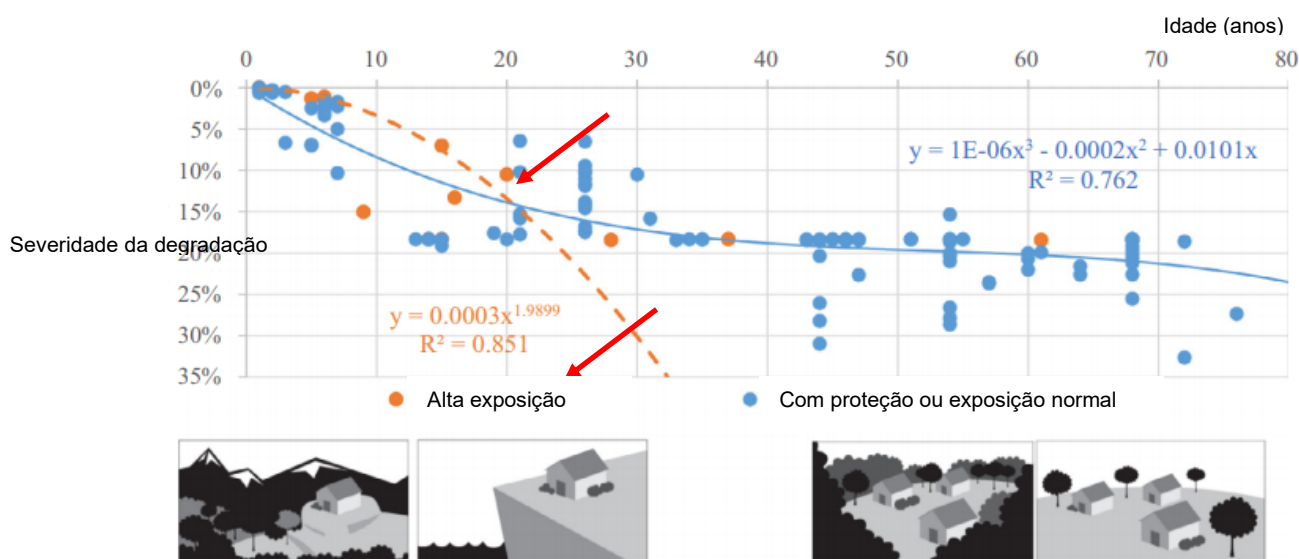 Idade (anos)
0 10 20 30 40 50 60 70 80
0%
5%
10%
15%
20%
25%
30%
35%
Severidade da degradação
y = 1E-06x³ - 0.0002x² + 0.0101x
R² = 0.762
y = 0.0003x¹·⁹⁸⁹⁹
R² = 0.851
Alta exposição
Com proteção ou exposição normal